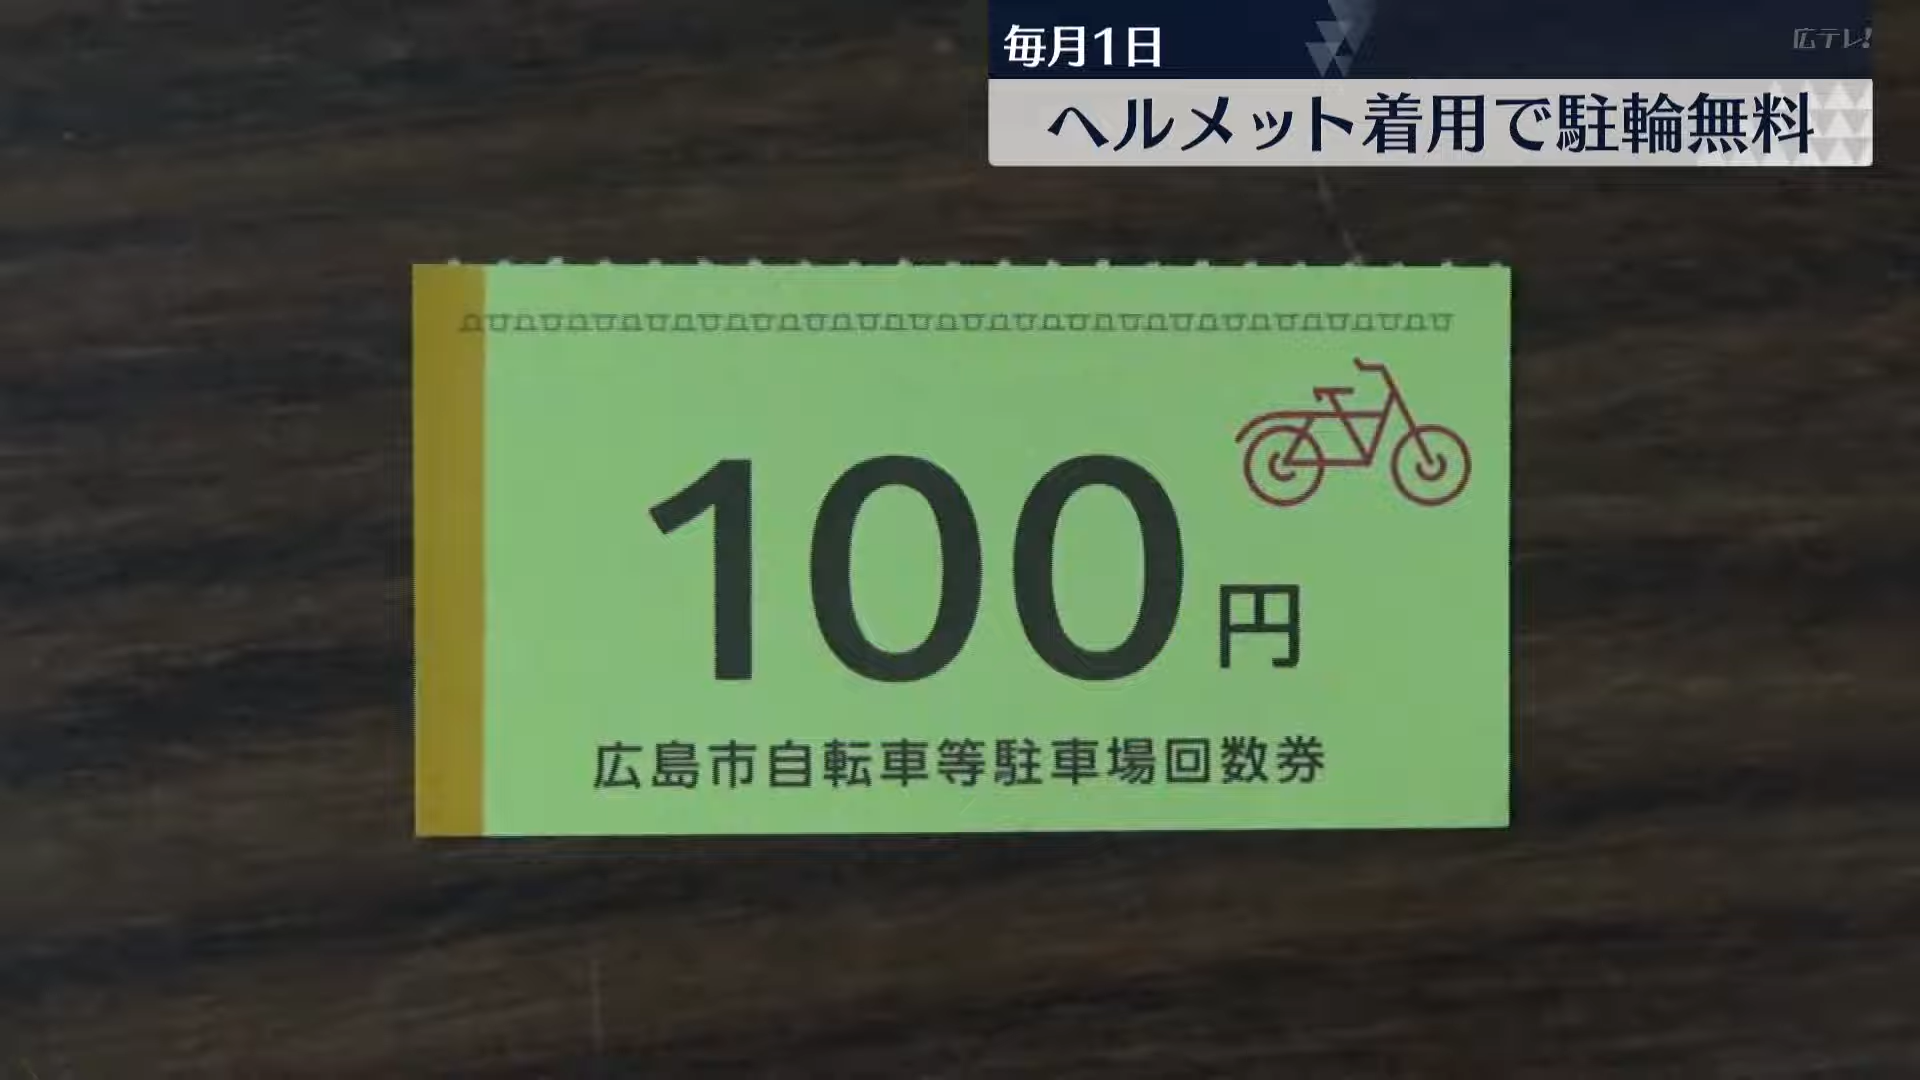 毎月1日
広テレ!
ヘルメット着用で駐輪無料
100円
広島市自転車等駐車場回数券